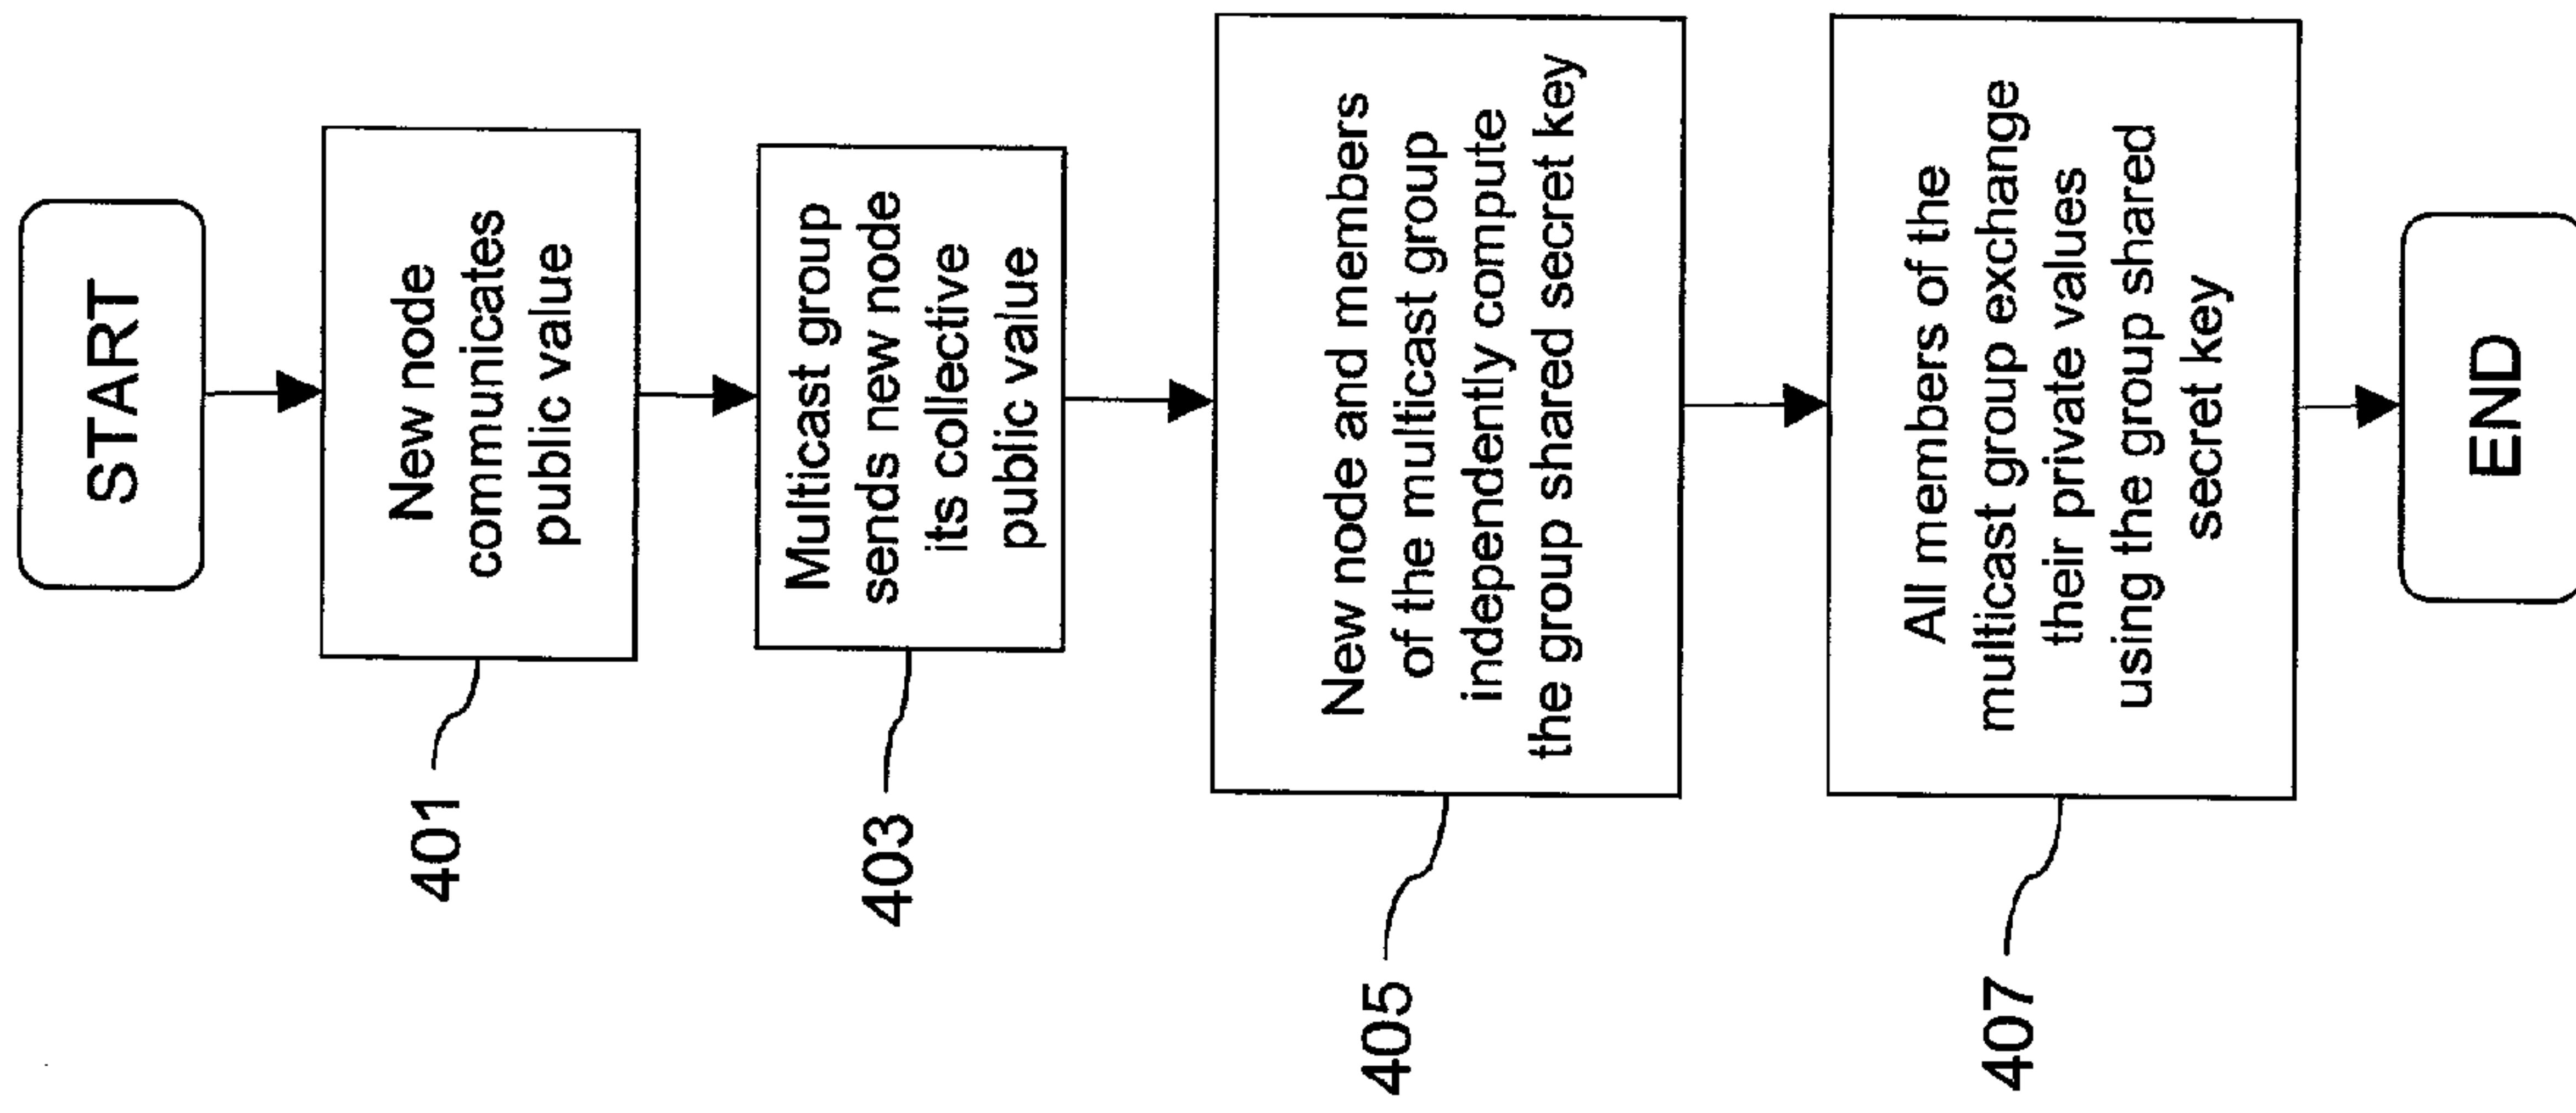 START
New node
communicates
public value
401
Multicast group
sends new node
its collective
public value
403
New node and members
of the multicast group
independently compute
the group shared secret key
405
All members of the
multicast group exchange
their private values
using the group shared
secret key
407
END